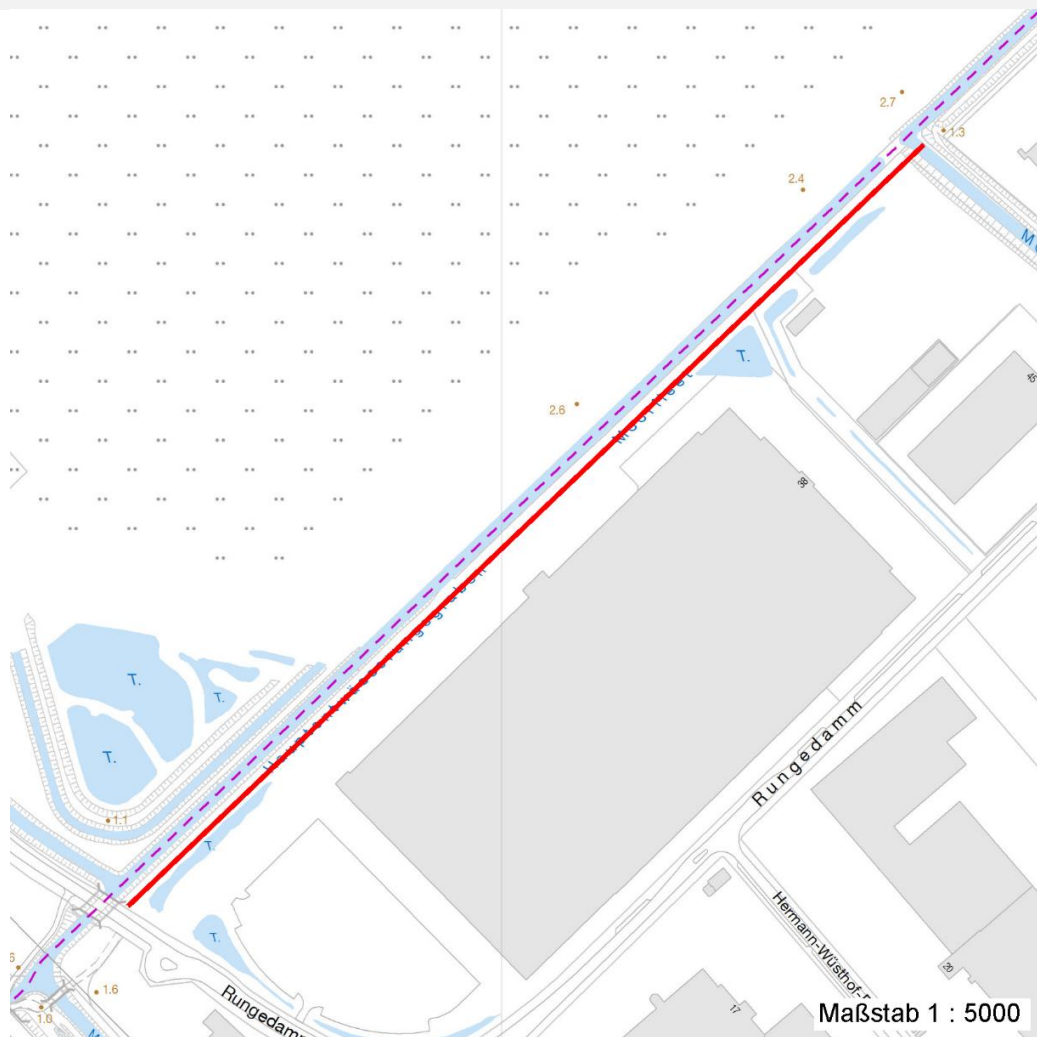 2.7
1.3
2.4
M
T.
45
2.6
38
T.
T.
T.
Rungedamm
1.1
T.
Hermann-Wüsthof-
T.
20
6
1.6
1.0
Rungedamm
17
M
Maßstab 1 : 5000